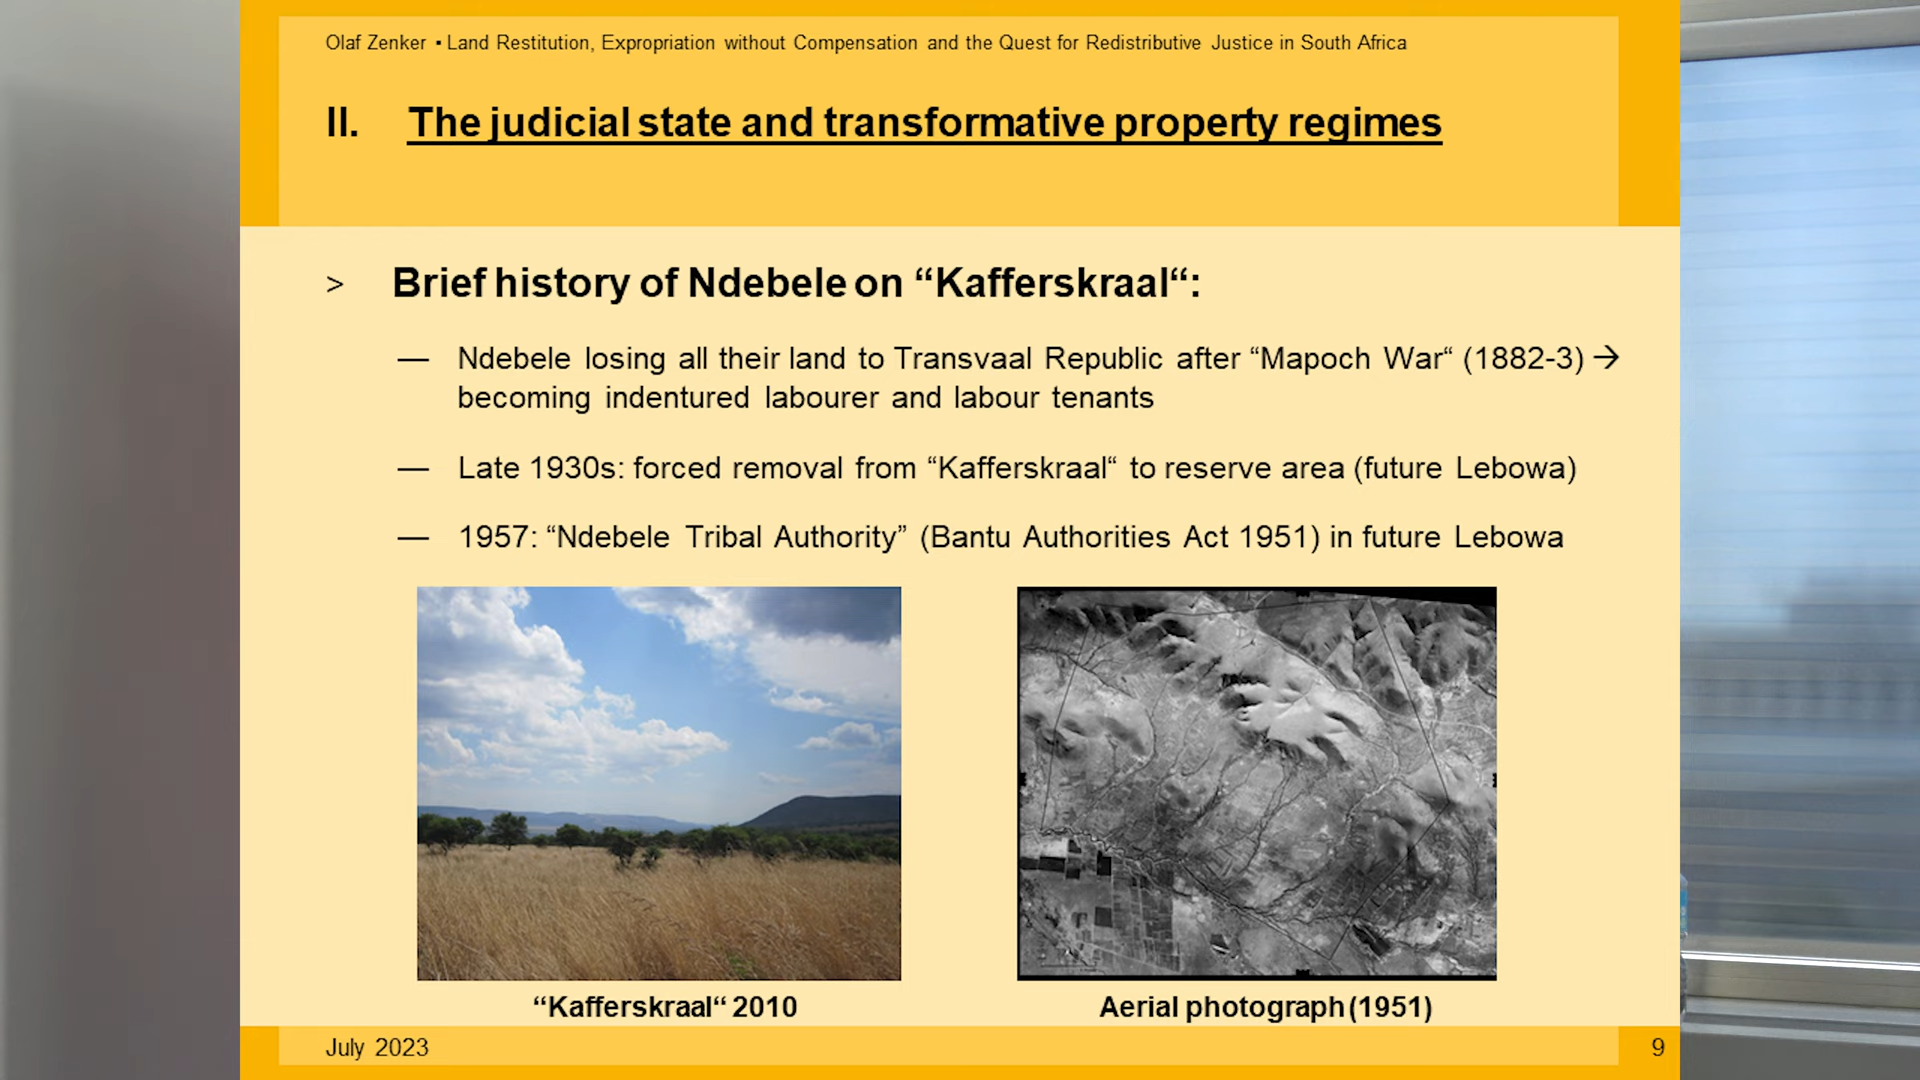 Olaf Zenker ▪ Land Restitution, Expropriation without Compensation and the Quest for Redistributive Justice in South Africa
II. The judicial state and transformative property regimes
> Brief history of Ndebele on “Kafferskraal“:
— Ndebele losing all their land to Transvaal Republic after “Mapoch War“ (1882-3) →
becoming indentured labourer and labour tenants
— Late 1930s: forced removal from “Kafferskraal“ to reserve area (future Lebowa)
— 1957: “Ndebele Tribal Authority” (Bantu Authorities Act 1951) in future Lebowa
“Kafferskraal“ 2010
Aerial photograph (1951)
July 2023
9